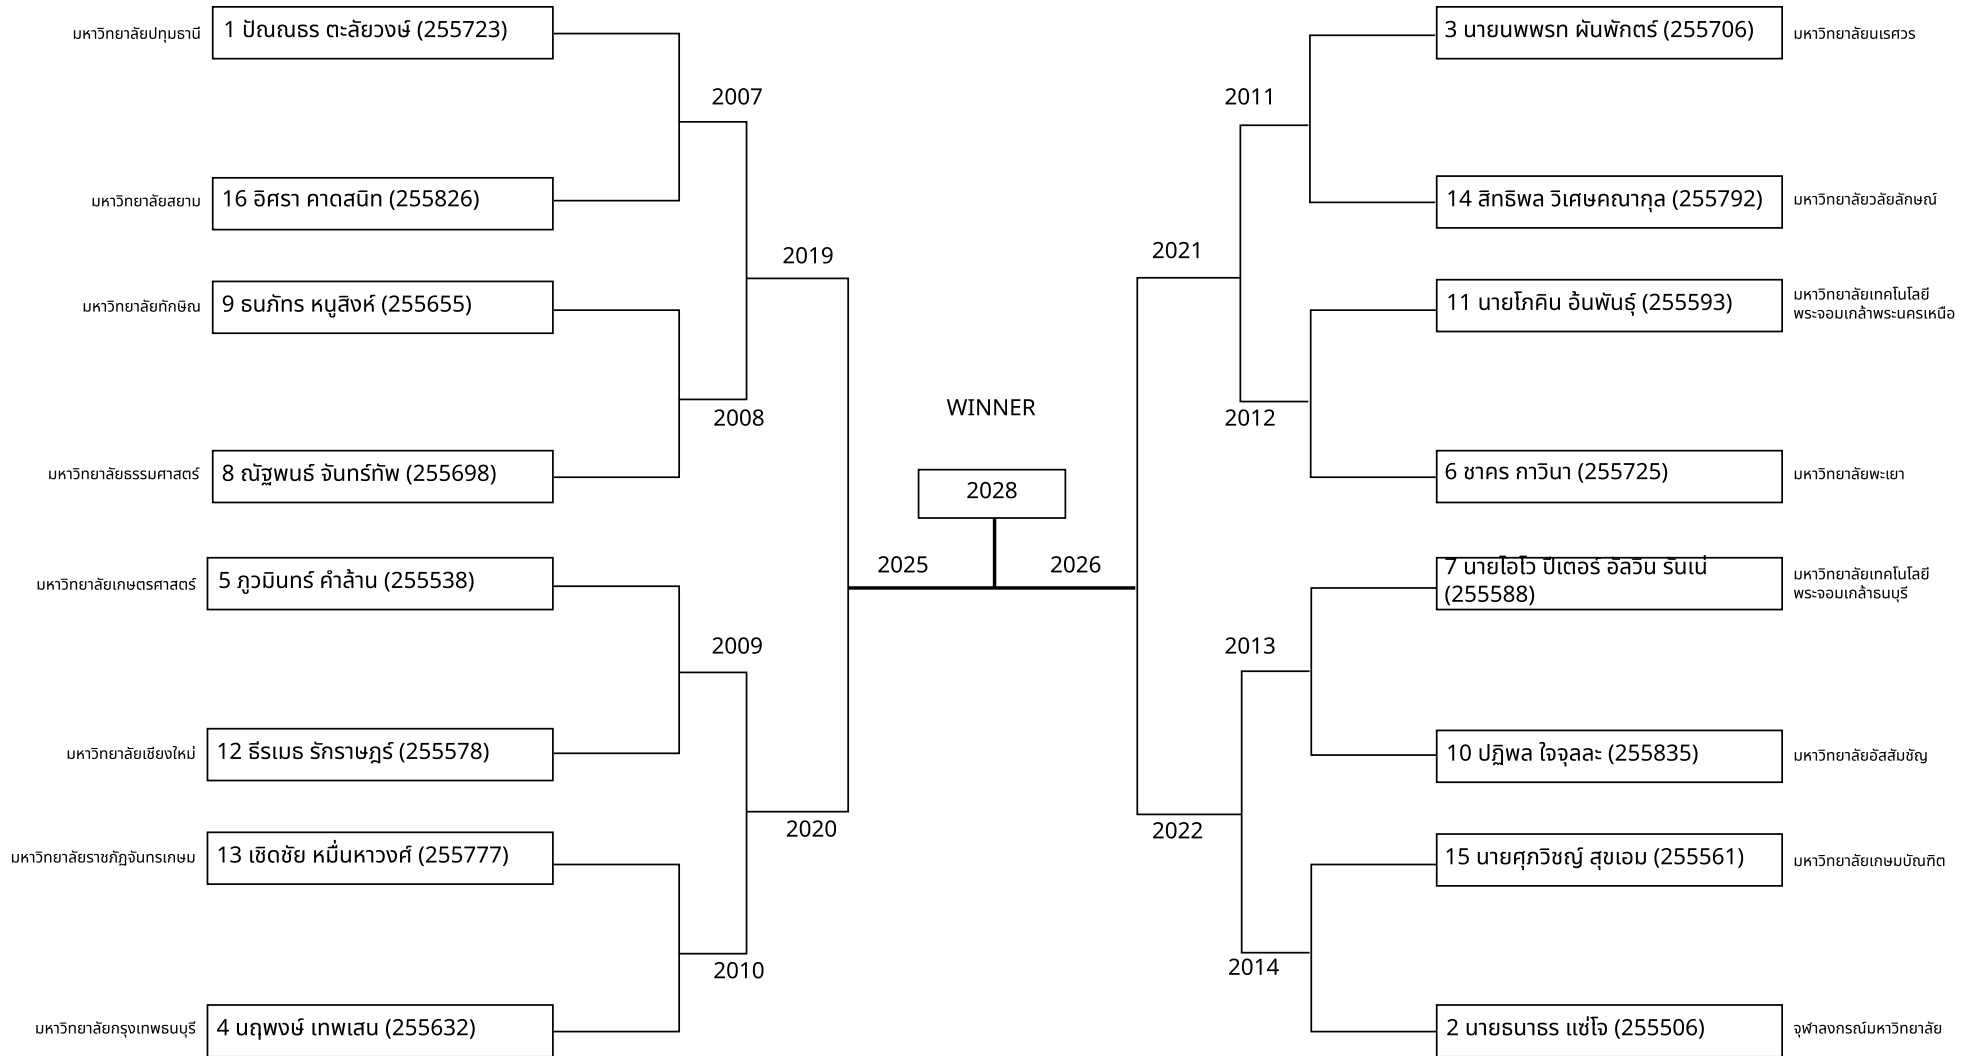 มหาวิทยาลัยปทุมธานี
1 ปัณณธร ตะลัยวงษ์ (255723)
2007
มหาวิทยาลัยสยาม
16 อิศรา คาดสนิท (255826)
2019
มหาวิทยาลัยทักษิณ
9 ธนภัทร หนูสิงห์ (255655)
2008
มหาวิทยาลัยธรรมศาสตร์
8 ณัฐพนธ์ จันทร์ทัพ (255698)
มหาวิทยาลัยเกษตรศาสตร์
5 ภูวมินทร์ คำล้าน (255538)
2009
มหาวิทยาลัยเชียงใหม่
12 ธีรเมธ รักราษฎร์ (255578)
2020
มหาวิทยาลัยราชภัฏจันทรเกษม
13 เชิดชัย หมื่นหาวงศ์ (255777)
2010
มหาวิทยาลัยกรุงเทพธนบุรี
4 นฤพงษ์ เทพเสน (255632)
WINNER
2028
2025
2026
3 นายนพพรท ผันพักตร์ (255706)
มหาวิทยาลัยนเรศวร
2011
14 สิทธิพล วิเศษคณากุล (255792)
มหาวิทยาลัยวลัยลักษณ์
2021
11 นายโภคิน อ้นพันธุ์ (255593)
มหาวิทยาลัยเทคโนโลยี
พระจอมเกล้าพระนครเหนือ
2012
6 ชาคร กาวินา (255725)
มหาวิทยาลัยพะเยา
7 นายโอโว ปีเตอร์ อัลวิน รันเน่
(255588)
มหาวิทยาลัยเทคโนโลยี
พระจอมเกล้าธนบุรี
2013
10 ปฏิพล ใจจุลละ (255835)
มหาวิทยาลัยอัสสัมชัญ
2022
15 นายศุภวิชญ์ สุขเอม (255561)
มหาวิทยาลัยเกษมบัณฑิต
2014
2 นายธนาธร แซ่โจ (255506)
จุฬาลงกรณ์มหาวิทยาลัย